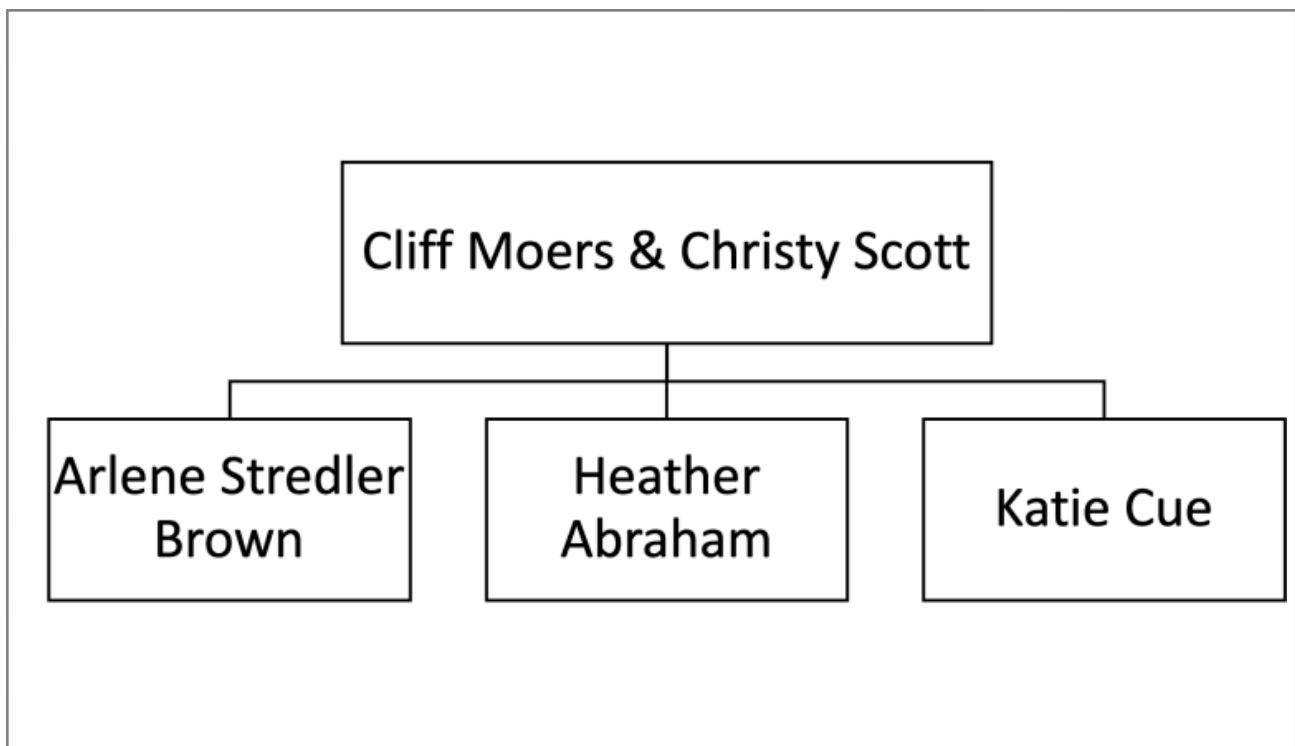 Cliff Moers & Christy Scott
Arlene Stredler
Brown
Heather
Abraham
Katie Cue